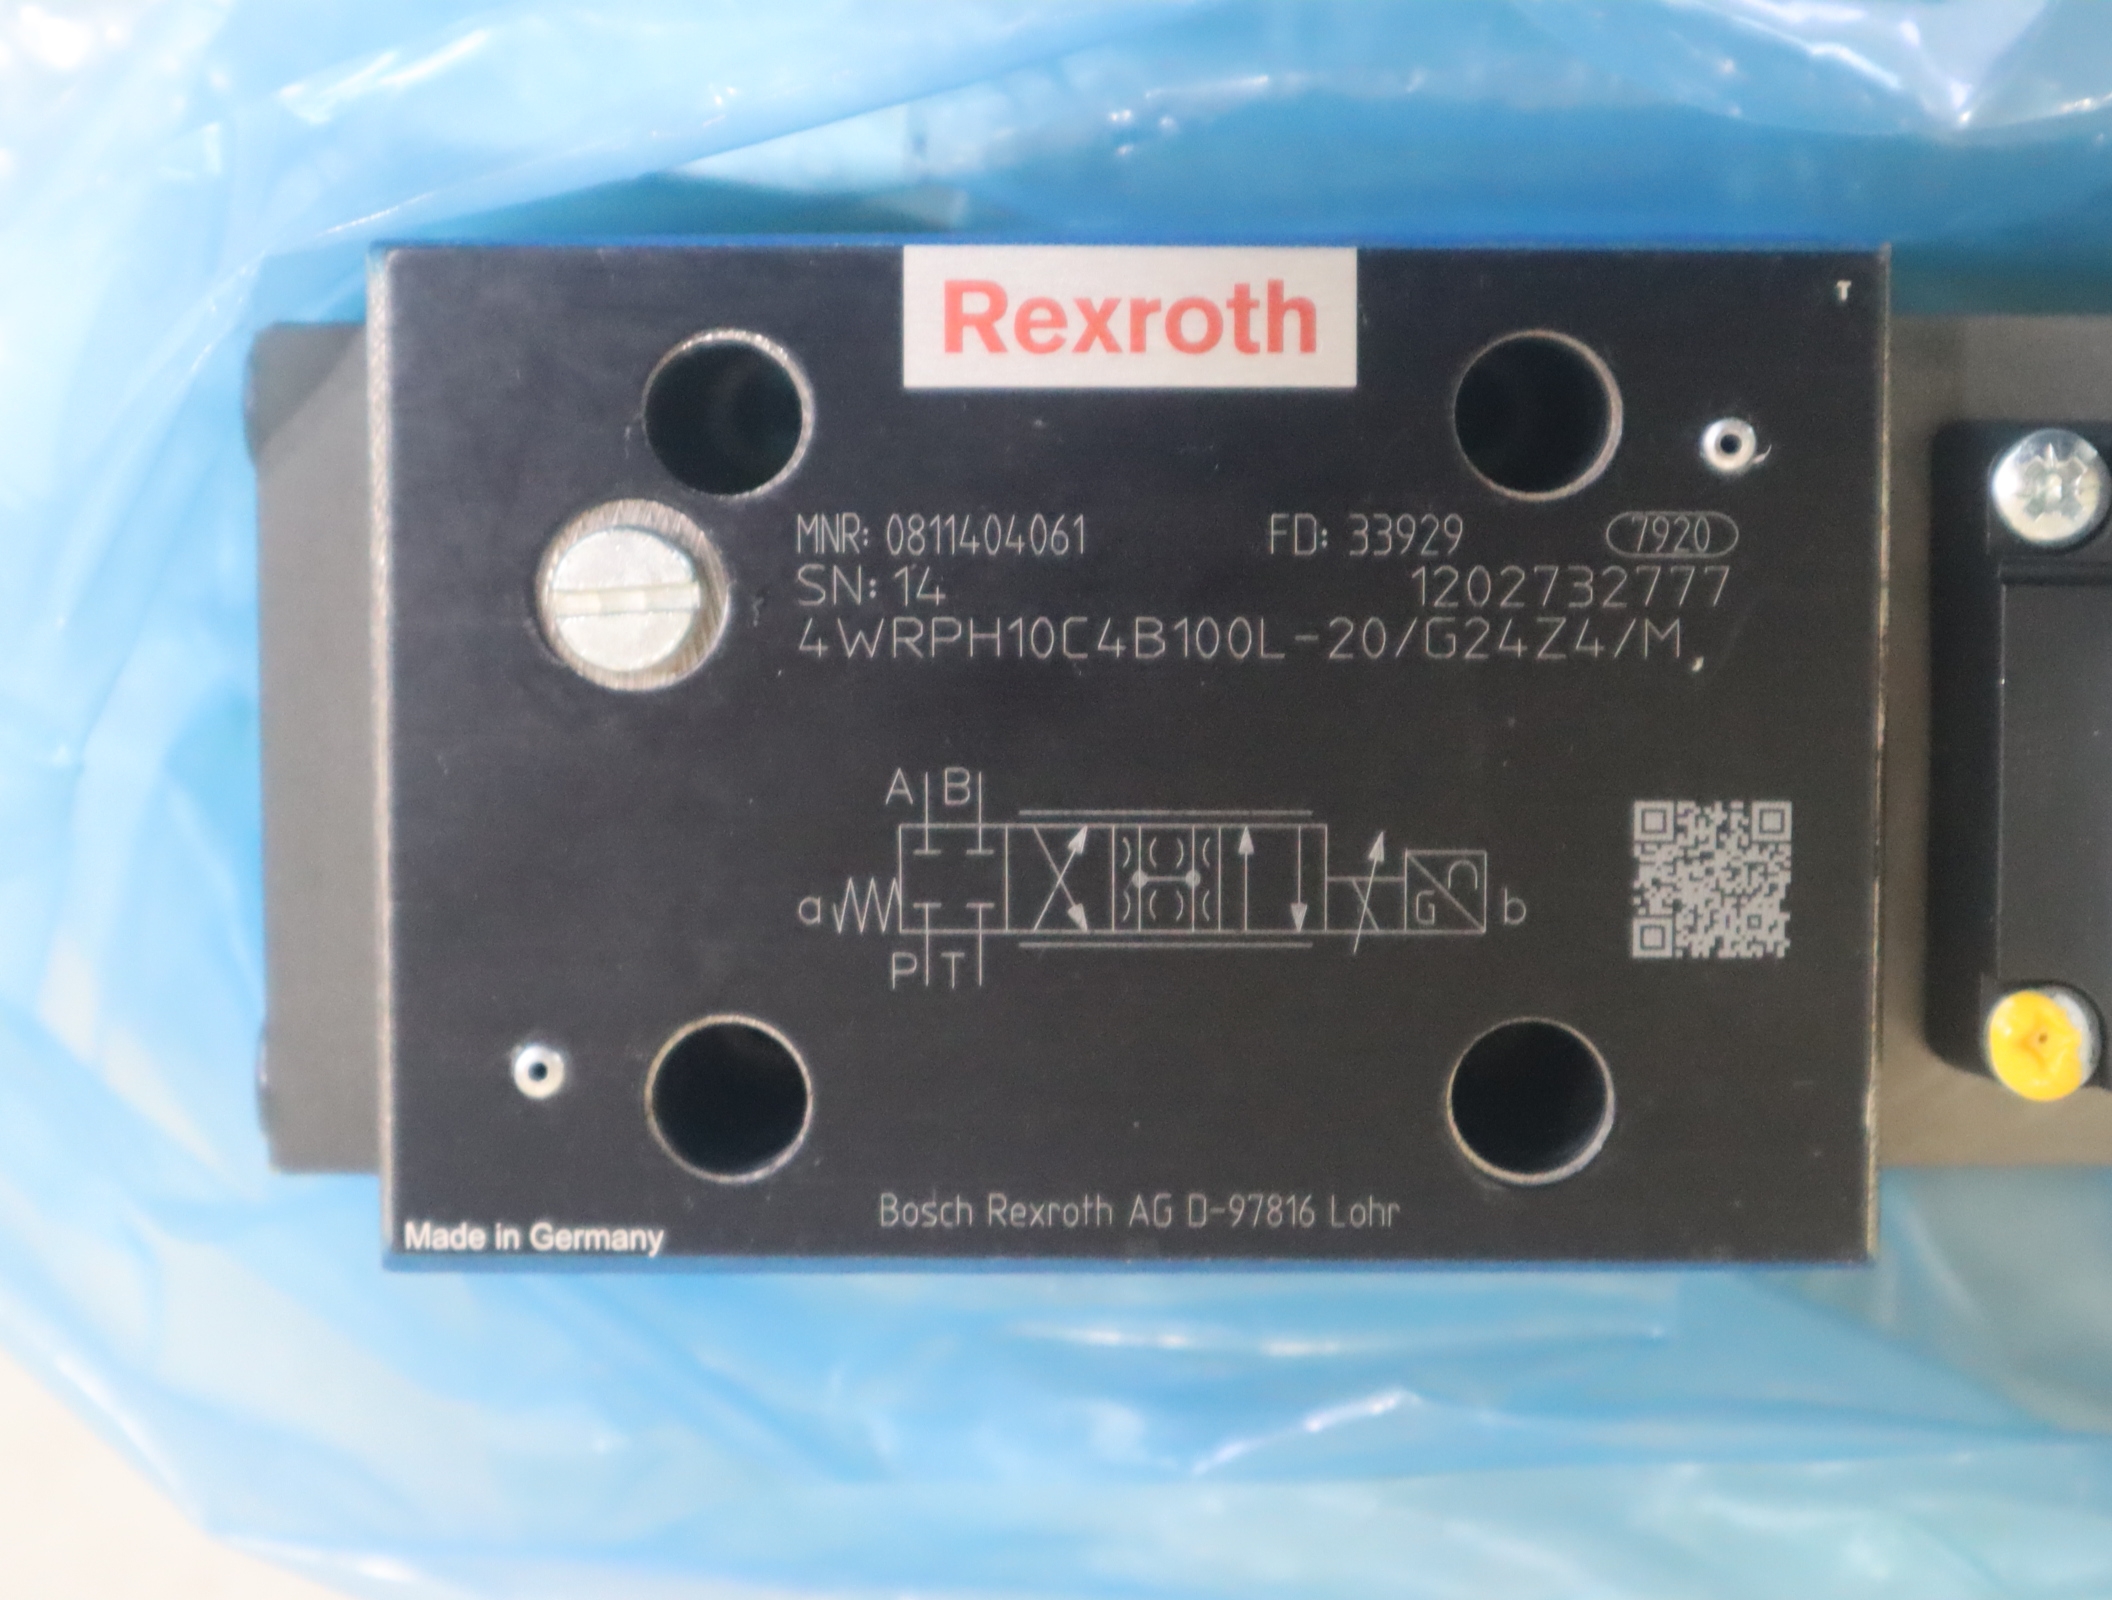 Rexroth
T
MNR: 0811404061 FD: 33929 7920
SN: 14 1202732777
4WRPH10C4B100L-20/G24Z4/M
A B
a G b
P T
Bosch Rexroth AG D-97816 Lohr
Made in Germany